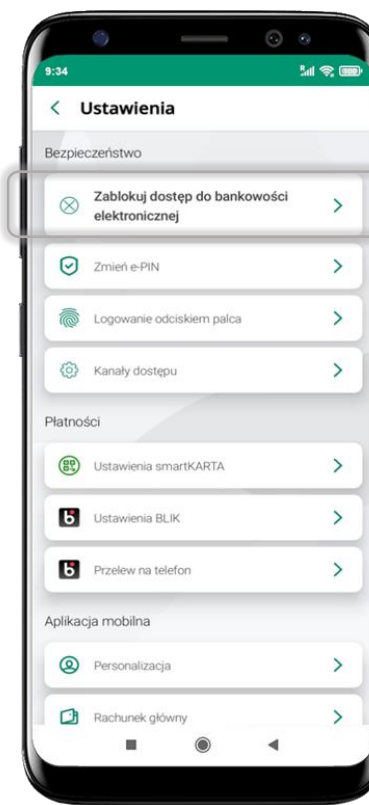 9:34
Ustawienia
Bezpieczeństwo
Zablokuj dostęp do bankowości
elektronicznej
Zmień e-PIN
Logowanie odciskiem palca
Kanały dostępu
Płatności
Ustawienia smartKARTA
Ustawienia BLIK
Przelew na telefon
Aplikacja mobilna
Personalizacja
Rachunek główny